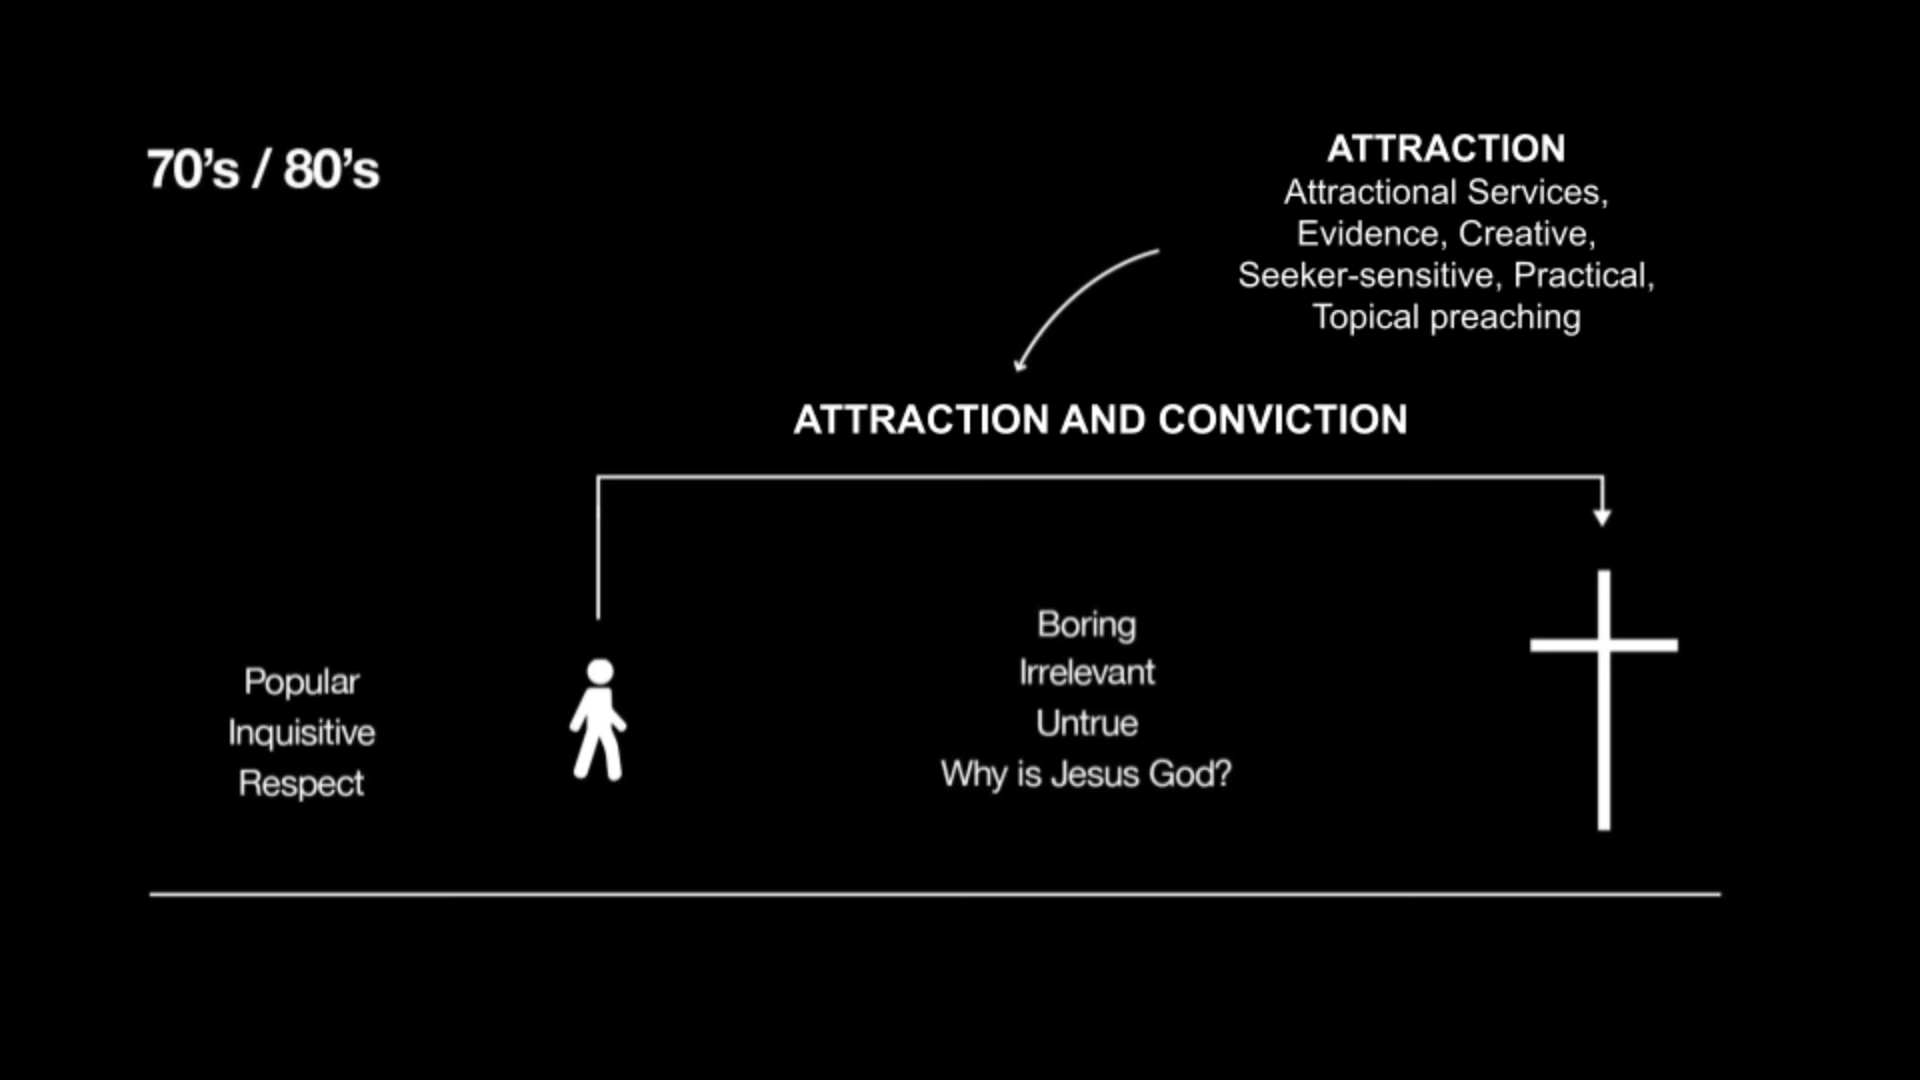 70's / 80's
ATTRACTION
Attractional Services,
Evidence, Creative,
Seeker-sensitive, Practical,
Topical preaching
ATTRACTION AND CONVICTION
Popular
Inquisitive
Respect
Boring
Irrelevant
Untrue
Why is Jesus God?